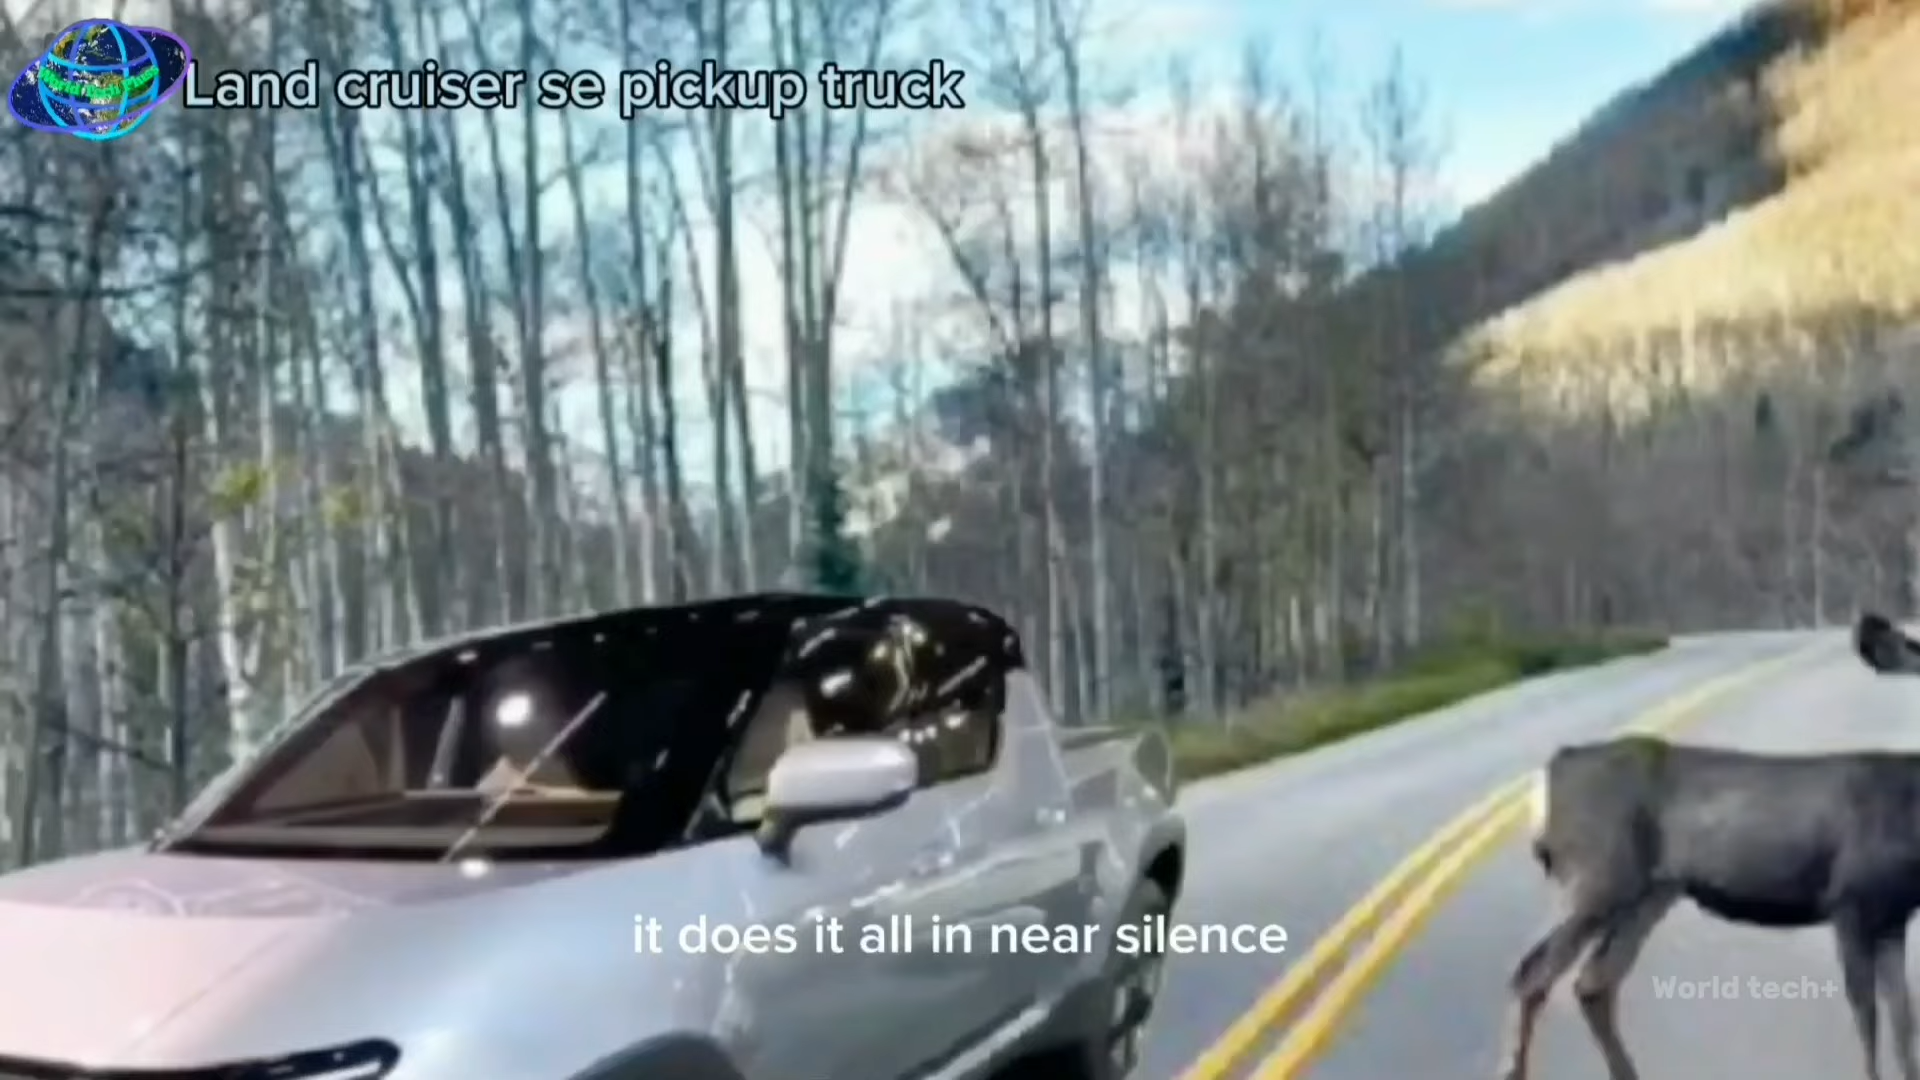 Land cruiser se pickup truck
it does it all in near silence
World tech+